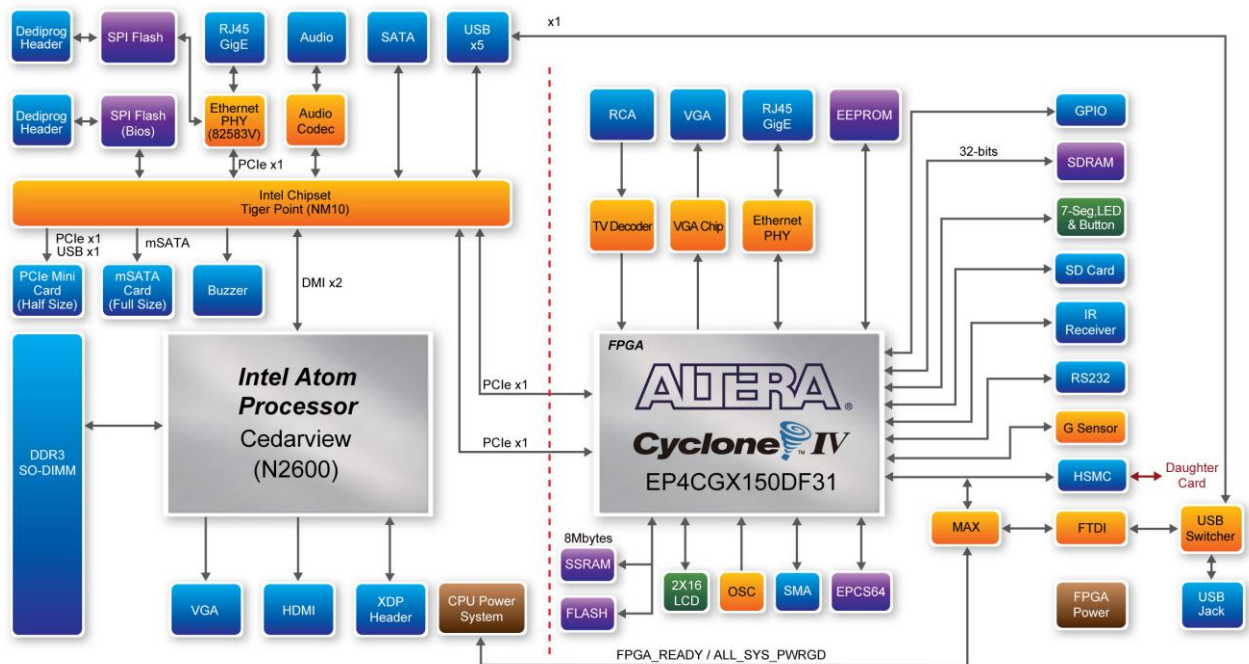 Dediprog
Header
SPI Flash
RJ45
GigE
Audio
SATA
USB
x5
x1
Dediprog
Header
SPI Flash
(Bios)
Ethernet
PHY
(82583V)
Audio
Codec
PCIe x1
Intel Chipset
Tiger Point (NM10)
PCIe x1
USB x1
mSATA
PCIe Mini
Card
(Half Size)
mSATA
Card
(Full Size)
Buzzer
DMI x2
DDR3
SO-DIMM
Intel Atom
Processor
Cedarview
(N2600)
PCIe x1
PCIe x1
VGA
HDMI
XDP
Header
CPU Power
System
RCA
VGA
RJ45
GigE
EEPROM
TV Decoder
VGA Chip
Ethernet
PHY
FPGA
ALTERA®
Cyclone™ IV
EP4CGX150DF31
GPIO
32-bits
SDRAM
7-Seg,LED
& Button
SD Card
IR
Receiver
RS232
G Sensor
HSMC
Daughter
Card
MAX
FTDI
USB
Switcher
8Mbytes
SSRAM
FLASH
2X16
LCD
OSC
SMA
EPCS64
FPGA
Power
USB
Jack
FPGA_READY / ALL_SYS_PWRGD